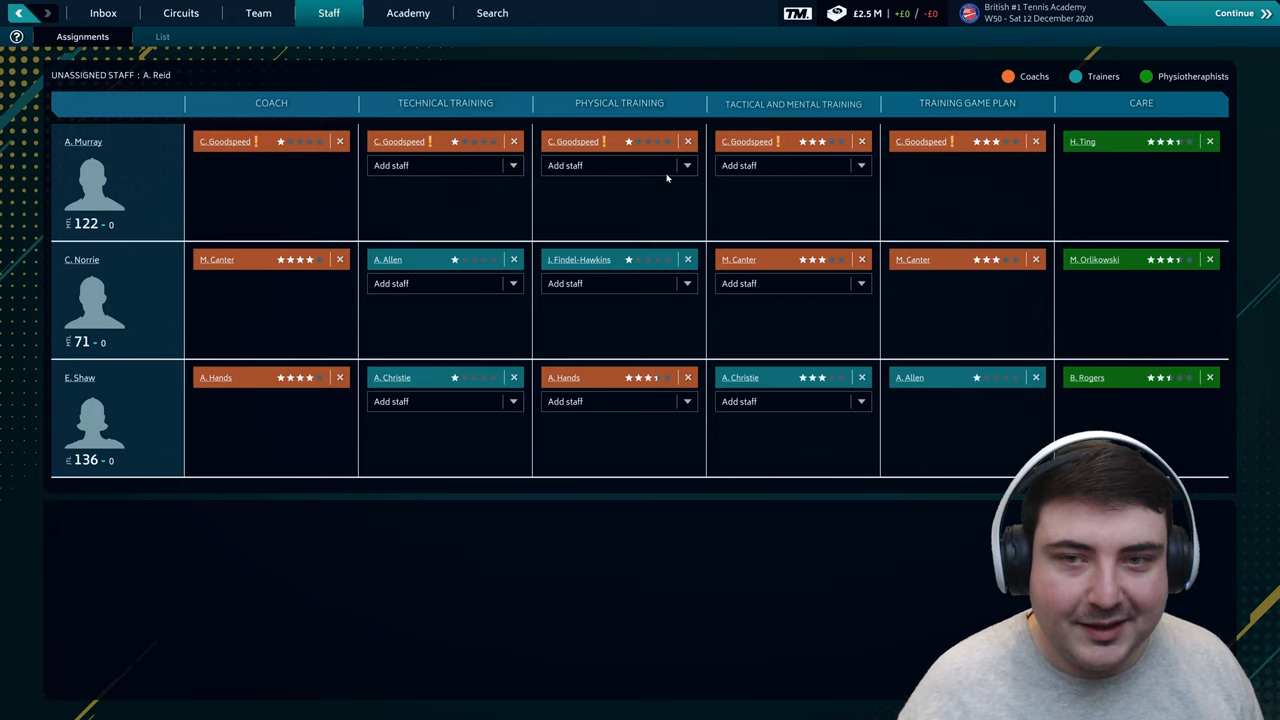 Inbox Circuits Team Staff Academy Search TM. £2.5 M | +£0 / -£0 British #1 Tennis Academy Continue
W50 - Sat 12 December 2020
Assignments List
UNASSIGNED STAFF : A. Reid Coachs Trainers Physiotheraphists
COACH TECHNICAL TRAINING PHYSICAL TRAINING TACTICAL AND MENTAL TRAINING TRAINING GAME PLAN CARE
A. Murray C. Goodspeed ! C. Goodspeed ! C. Goodspeed ! C. Goodspeed ! C. Goodspeed ! H. Ting
Add staff Add staff Add staff
122 - 0
C. Norrie M. Canter A. Allen J. Findel-Hawkins M. Canter M. Canter M. Orlikowski
Add staff Add staff Add staff
71 - 0
E. Shaw A. Hands A. Christie A. Hands A. Christie A. Allen B. Rogers
Add staff Add staff Add staff
136 - 0